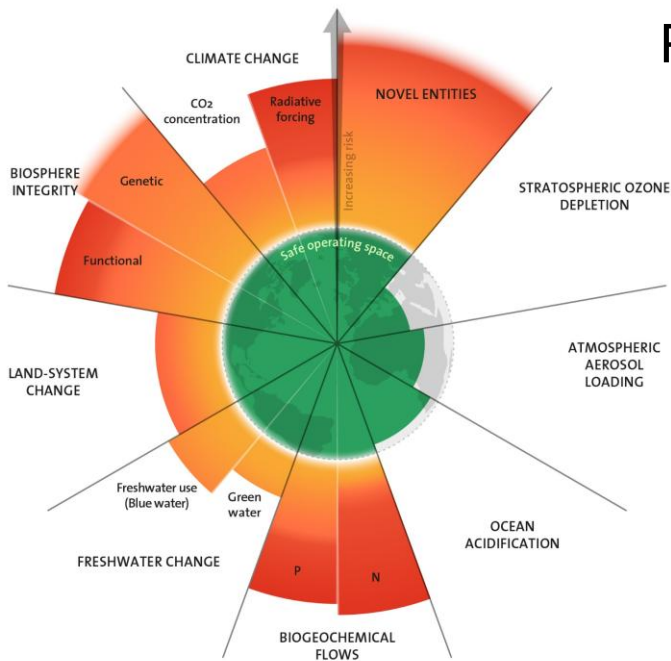 CLIMATE CHANGE
CO2
concentration
Radiative
forcing
NOVEL ENTITIES
Increasing risk
BIOSPHERE
INTEGRITY
Genetic
Functional
STRATOSPHERIC OZONE
DEPLETION
Safe operating space
ATMOSPHERIC
AEROSOL
LOADING
LAND-SYSTEM
CHANGE
Freshwater use
(Blue water)
Green
water
FRESHWATER CHANGE
P
N
OCEAN
ACIDIFICATION
BIOGEOCHEMICAL
FLOWS